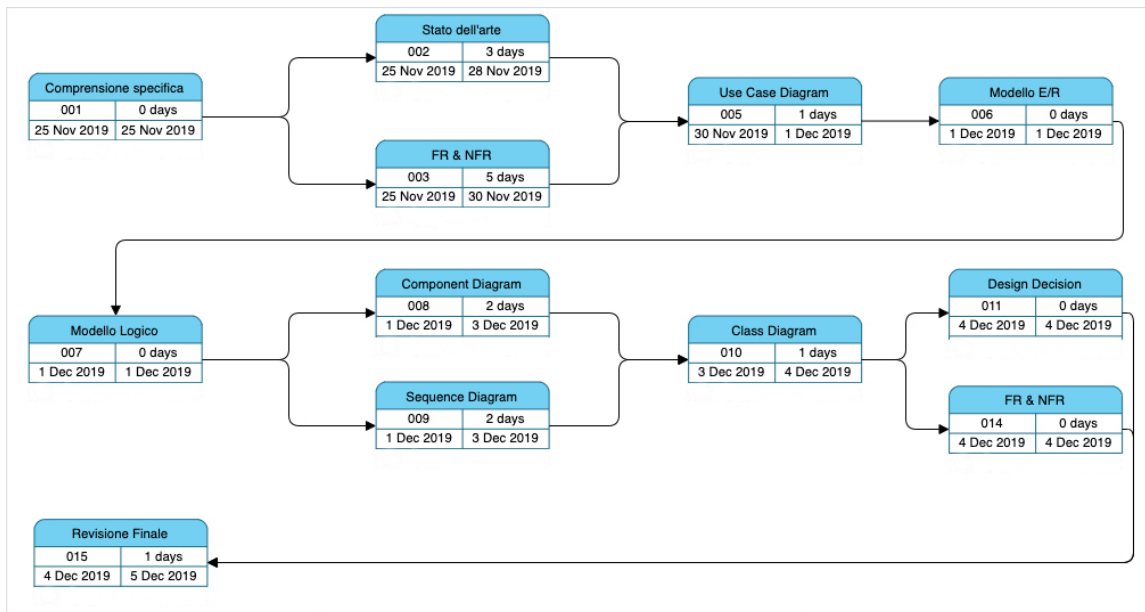 Stato dell'arte
002 3 days
25 Nov 2019 28 Nov 2019
Comprensione specifica
001 0 days
25 Nov 2019 25 Nov 2019
FR & NFR
003 5 days
25 Nov 2019 30 Nov 2019
Use Case Diagram
005 1 days
30 Nov 2019 1 Dec 2019
Modello E/R
006 0 days
1 Dec 2019 1 Dec 2019
Modello Logico
007 0 days
1 Dec 2019 1 Dec 2019
Component Diagram
008 2 days
1 Dec 2019 3 Dec 2019
Sequence Diagram
009 2 days
1 Dec 2019 3 Dec 2019
Class Diagram
010 1 days
3 Dec 2019 4 Dec 2019
Design Decision
011 0 days
4 Dec 2019 4 Dec 2019
FR & NFR
014 0 days
4 Dec 2019 4 Dec 2019
Revisione Finale
015 1 days
4 Dec 2019 5 Dec 2019